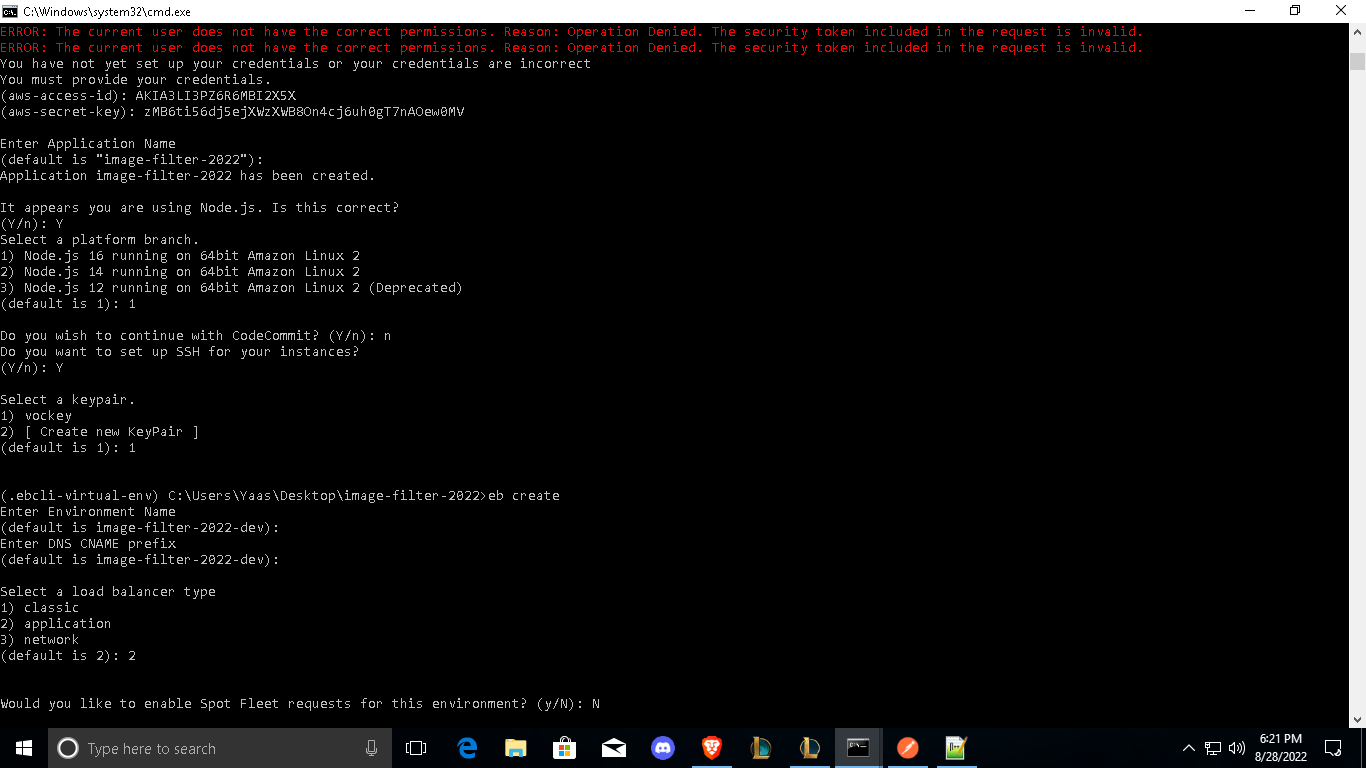 C:\Windows\system32\cmd.exe
ERROR: The current user does not have the correct permissions. Reason: Operation Denied. The security token included in the request is invalid.
ERROR: The current user does not have the correct permissions. Reason: Operation Denied. The security token included in the request is invalid.
You have not yet set up your credentials or your credentials are incorrect
You must provide your credentials.
(aws-access-id): AKIA3LI3PZ6R6MBI2X5X
(aws-secret-key): zMB6ti56dj5ejXWzXWB8On4cj6uh0gT7nAOew0MV
Enter Application Name
(default is "image-filter-2022"):
Application image-filter-2022 has been created.
It appears you are using Node.js. Is this correct?
(Y/n): Y
Select a platform branch.
1) Node.js 16 running on 64bit Amazon Linux 2
2) Node.js 14 running on 64bit Amazon Linux 2
3) Node.js 12 running on 64bit Amazon Linux 2 (Deprecated)
(default is 1): 1
Do you wish to continue with CodeCommit? (Y/n): n
Do you want to set up SSH for your instances?
(Y/n): Y
Select a keypair.
1) vockey
2) [ Create new KeyPair ]
(default is 1): 1
(.ebcli-virtual-env) C:\Users\Yaas\Desktop\image-filter-2022>eb create
Enter Environment Name
(default is image-filter-2022-dev):
Enter DNS CNAME prefix
(default is image-filter-2022-dev):
Select a load balancer type
1) classic
2) application
3) network
(default is 2): 2
Would you like to enable Spot Fleet requests for this environment? (y/N): N
Type here to search
6:21 PM
8/28/2022